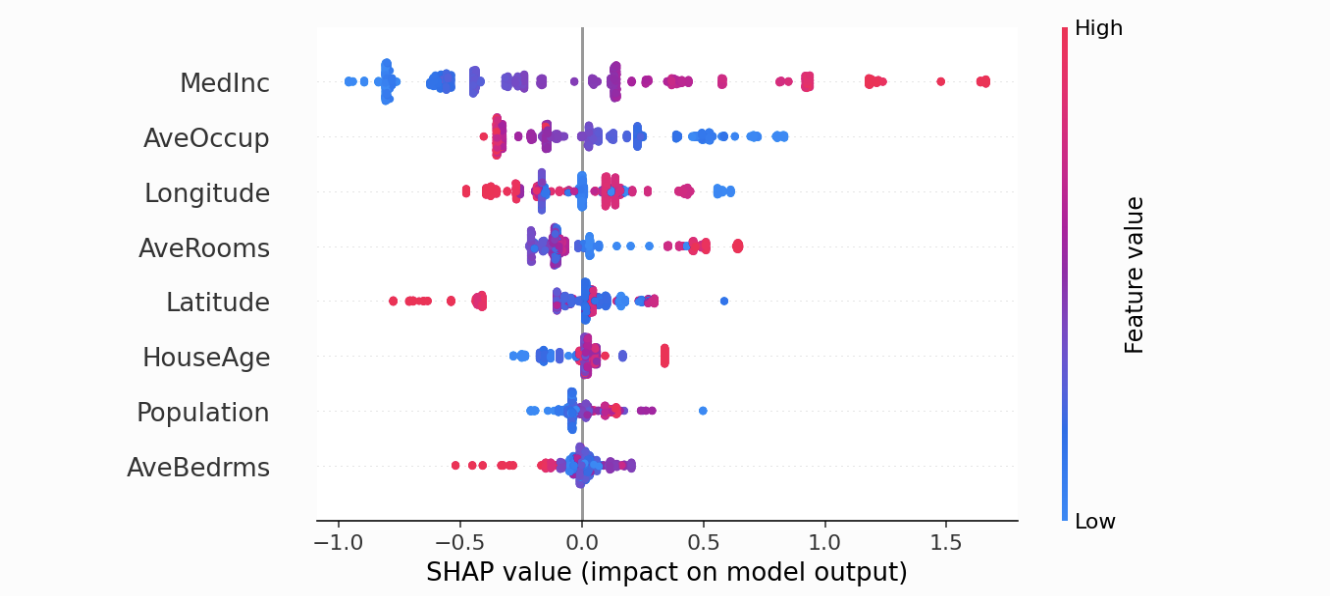 High
MedInc
AveOccup
Longitude
AveRooms
Latitude
HouseAge
Population
AveBedrms
Feature value
Low
−1.0 −0.5 0.0 0.5 1.0 1.5
SHAP value (impact on model output)